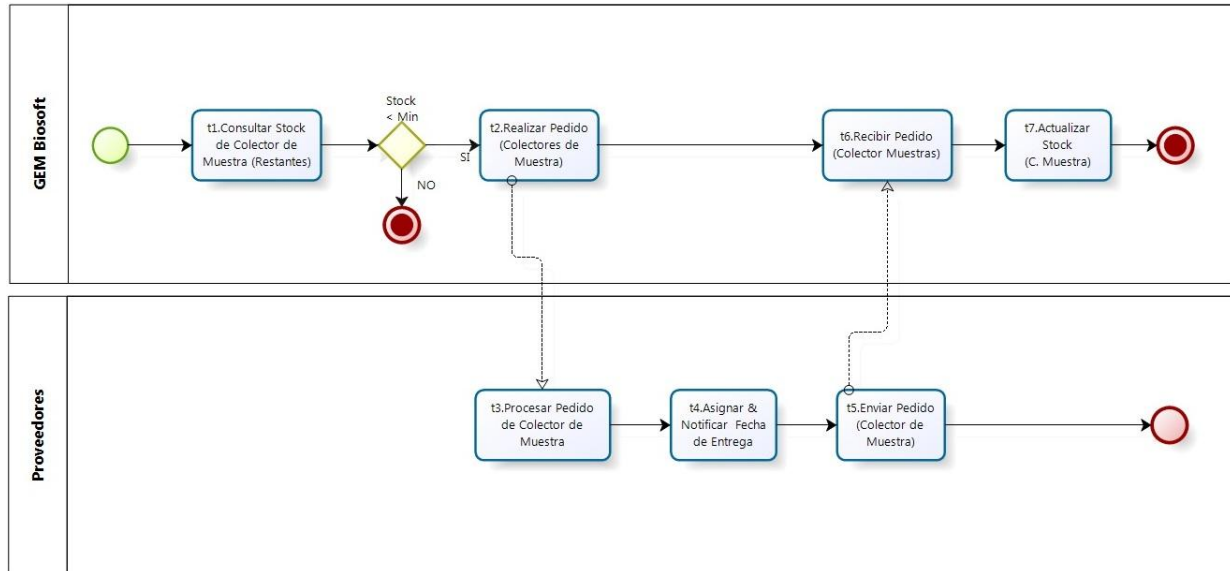 GEM Biosoft
t1.Consultar Stock
de Colector de
Muestra (Restantes)
Stock
< Min
SI
NO
t2.Realizar Pedido
(Colectores de
Muestra)
t6.Recibir Pedido
(Colector Muestras)
t7.Actualizar
Stock
(C. Muestra)
Proveedores
t3.Procesar Pedido
de Colector de
Muestra
t4.Asignar &
Notificar Fecha
de Entrega
t5.Enviar Pedido
(Colector de
Muestra)